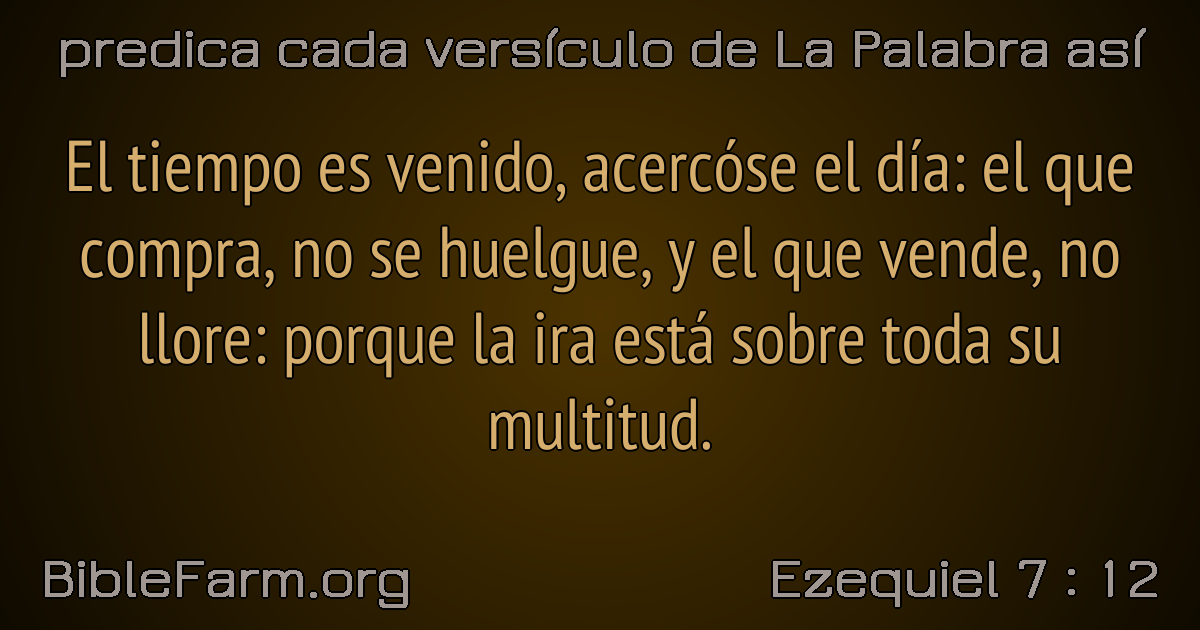 predica cada versículo de La Palabra así
El tiempo es venido, acercóse el día: el que
compra, no se huelgue, y el que vende, no
llore: porque la ira está sobre toda su
multitud.
BibleFarm.org
Ezequiel 7 : 12